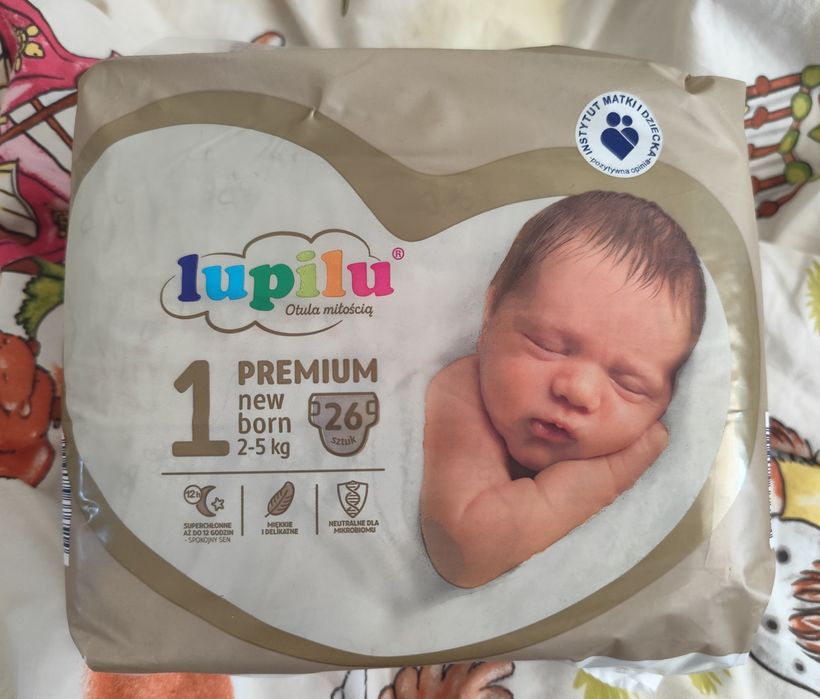 INSTYTUT MATKI I DZIECKA
-pozytywna opinia-
lupilu®
Otula miłością
1
PREMIUM
new
born
2-5 kg
26
sztuk
12h
SUPERCHŁONNE
AŻ DO 12 GODZIN
- SPOKOJNY SEN
MIĘKKIE
I DELIKATNE
NEUTRALNE DLA
MIKROBIOMU